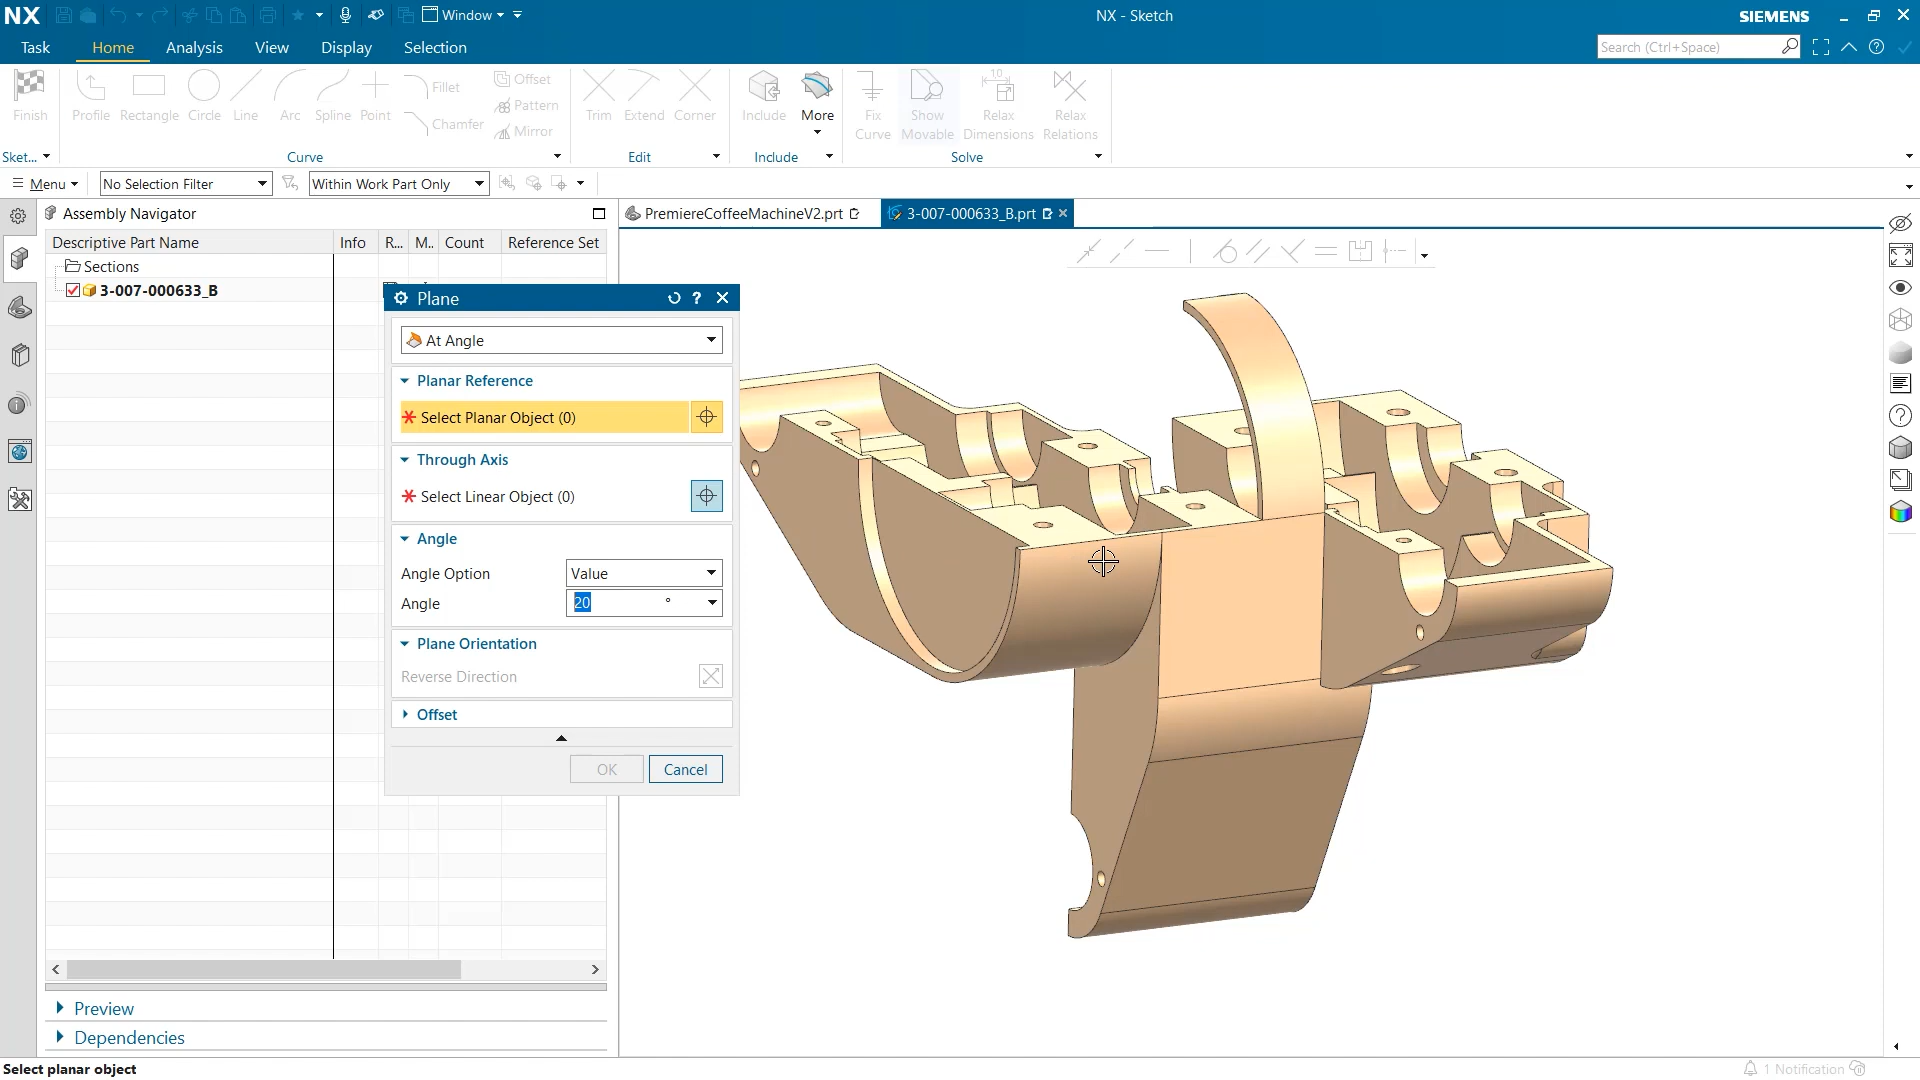 NX
Window
NX - Sketch
SIEMENS
Task
Home
Analysis
View
Display
Selection
Search (Ctrl+Space)
Finish
Profile
Rectangle
Circle
Line
Arc
Spline
Point
Fillet
Chamfer
Offset
Pattern
Mirror
Trim
Extend
Corner
Include
More
Fix
Curve
Show
Movable
1.0
Relax
Dimensions
Relax
Relations
Sket...
Curve
Edit
Include
Solve
Menu
No Selection Filter
Within Work Part Only
Assembly Navigator
PremiereCoffeeMachineV2.prt
3-007-000633_B.prt
Descriptive Part Name
Info
R...
M..
Count
Reference Set
Sections
3-007-000633_B
Plane
At Angle
Planar Reference
* Select Planar Object (0)
Through Axis
* Select Linear Object (0)
Angle
Angle Option
Value
Angle
20
°
Plane Orientation
Reverse Direction
Offset
OK
Cancel
Preview
Dependencies
Select planar object
1 Notification